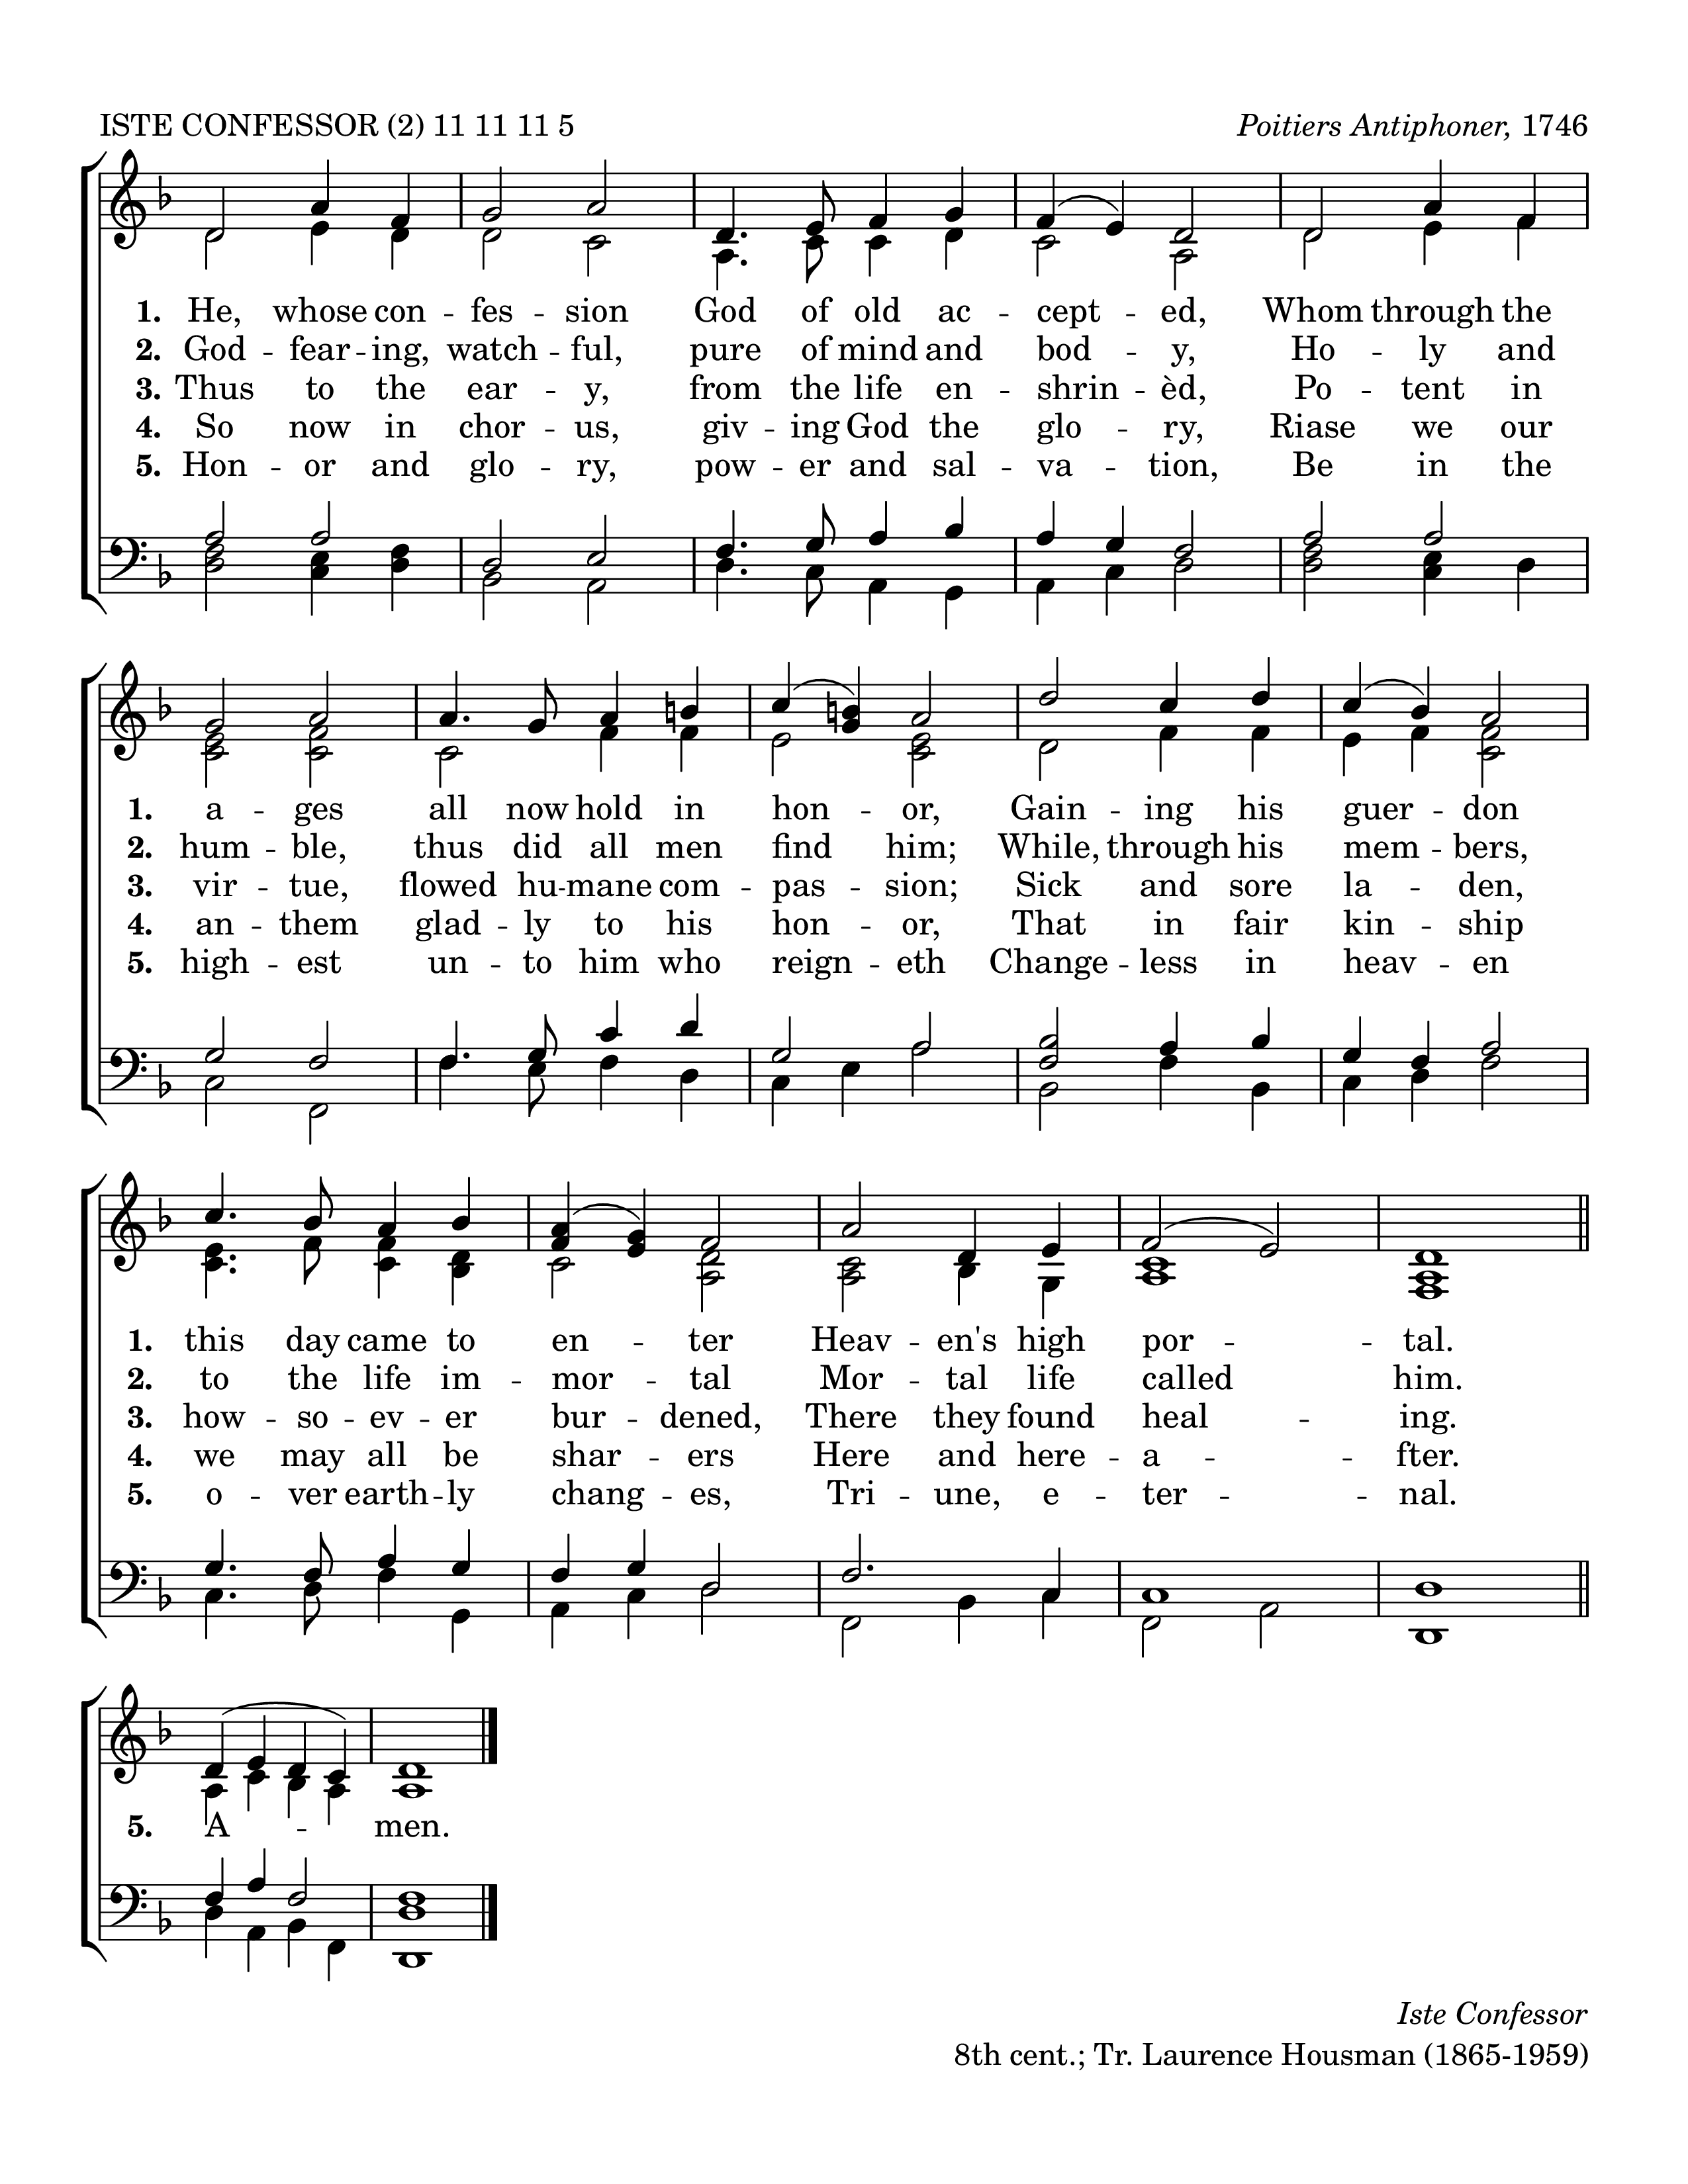 ISTE CONFESSOR (2) 11 11 11 5 Poitiers Antiphoner, 1746
1. He, whose con - fes - sion God of old ac - cept - ed, Whom through the
2. God - fear - ing, watch - ful, pure of mind and bod - y, Ho - ly and
3. Thus to the ear - y, from the life en - shrin - èd, Po - tent in
4. So now in chor - us, giv - ing God the glo - ry, Riase we our
5. Hon - or and glo - ry, pow - er and sal - va - tion, Be in the
1. a - ges all now hold in hon - or, Gain - ing his guer - don
2. hum - ble, thus did all men find him; While, through his mem - bers,
3. vir - tue, flowed hu - mane com - pas - sion; Sick and sore la - den,
4. an - them glad - ly to his hon - or, That in fair kin - ship
5. high - est un - to him who reign - eth Change - less in heav - en
1. this day came to en - ter Heav - en's high por - tal.
2. to the life im - mor - tal Mor - tal life called him.
3. how - so - ev - er bur - dened, There they found heal - ing.
4. we may all be shar - ers Here and here - a - fter.
5. o - ver earth - ly chang - es, Tri - une, e - ter - nal.
5. A - men.
Iste Confessor
8th cent.; Tr. Laurence Housman (1865-1959)